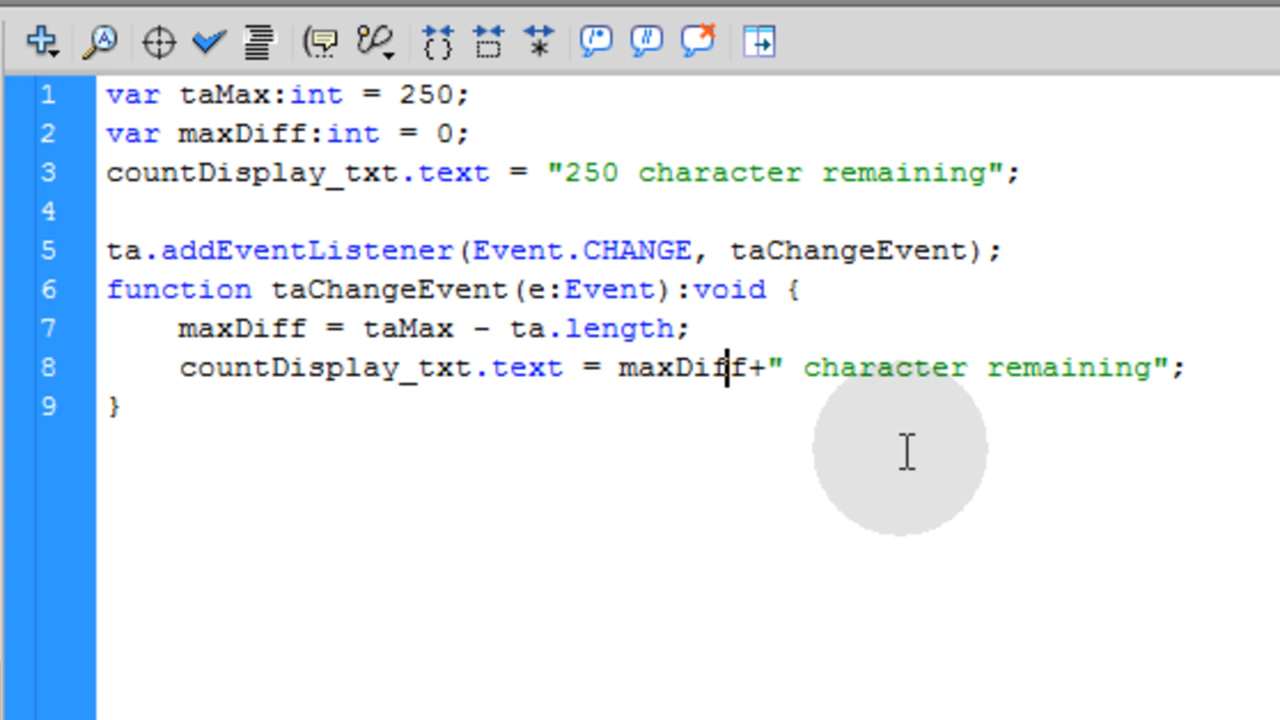 1 var taMax:int = 250;
2 var maxDiff:int = 0;
3 countDisplay_txt.text = "250 character remaining";
4
5 ta.addEventListener(Event.CHANGE, taChangeEvent);
6 function taChangeEvent(e:Event):void {
7     maxDiff = taMax - ta.length;
8     countDisplay_txt.text = maxDiff+" character remaining";
9 }